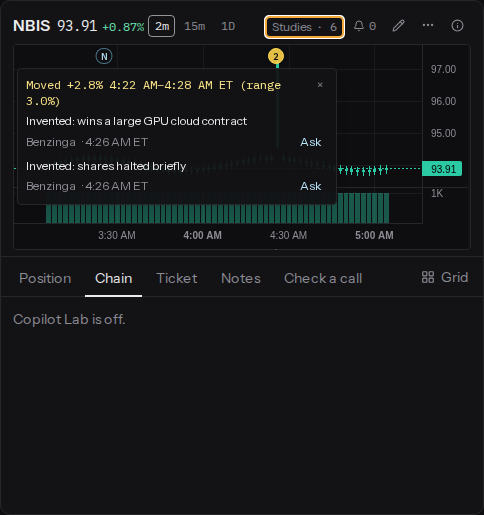 NBIS 93.91 +0.87% 2m 15m 1D Studies · 6 0
N 2
97.00
96.00
95.00
93.91
1K
Moved +2.8% 4:22 AM–4:28 AM ET (range ×
3.0%)
Invented: wins a large GPU cloud contract
Benzinga · 4:26 AM ET Ask
Invented: shares halted briefly
Benzinga · 4:26 AM ET Ask
3:30 AM 4:00 AM 4:30 AM 5:00 AM
Position Chain Ticket Notes Check a call Grid
Copilot Lab is off.